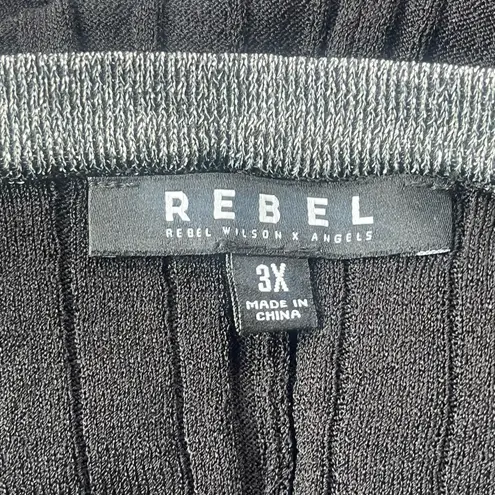 REBEL
REBEL WILSON X ANGELS
3X
MADE IN
CHINA